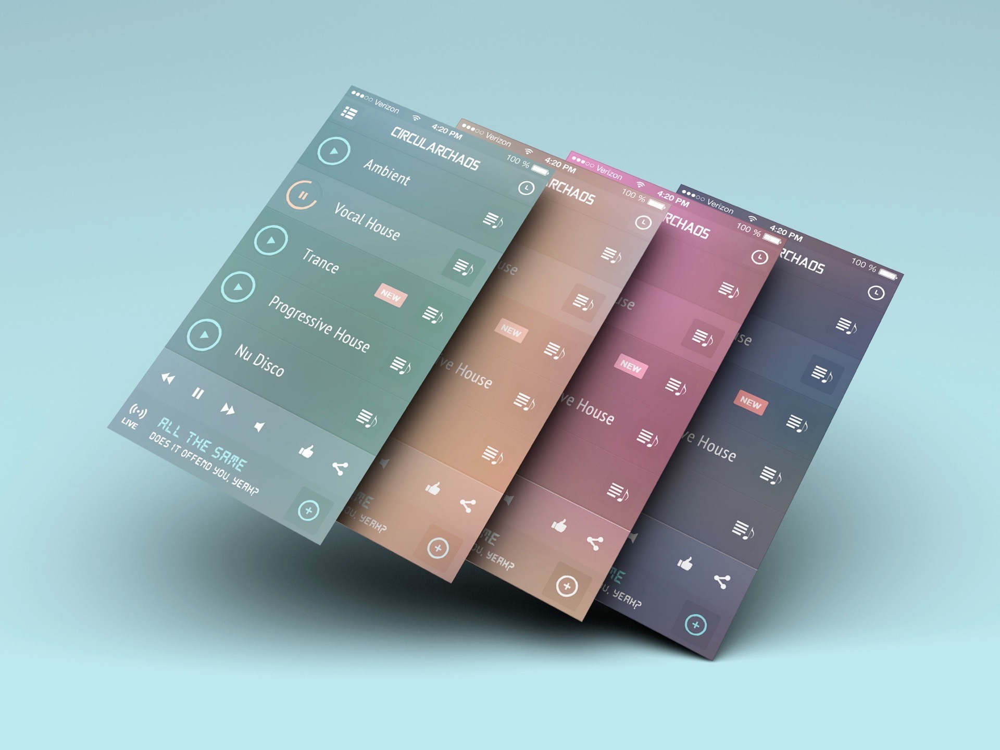 Verizon 4:20 PM 100 %
CIRCULARCHAOS
Ambient
Vocal House
Trance
NEW
Progressive House
Nu Disco
LIVE
ALL THE SAME
DOES IT OFFEND YOU, YEAH?
Verizon 4:20 PM 100 %
RCHAOS
use
NEW
ive House
ME
OU, YEAH?
Verizon 4:20 PM 100 %
RCHAOS
use
NEW
ve House
ME
OU, YEAH?
Verizon 4:20 PM 100 %
RCHAOS
use
NEW
ve House
ME
U, YEAH?